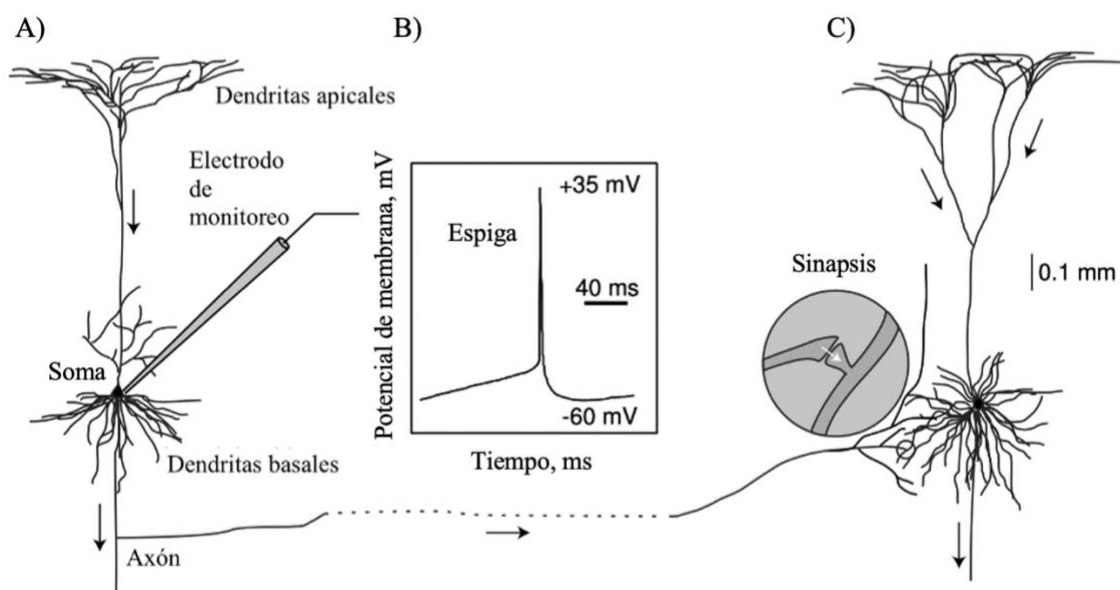 A)
Dendritas apicales
Electrodo
de
monitoreo
Soma
Dendritas basales
Axón
B)
Potencial de membrana, mV
+35 mV
Espiga
40 ms
-60 mV
Tiempo, ms
C)
Sinapsis
0.1 mm